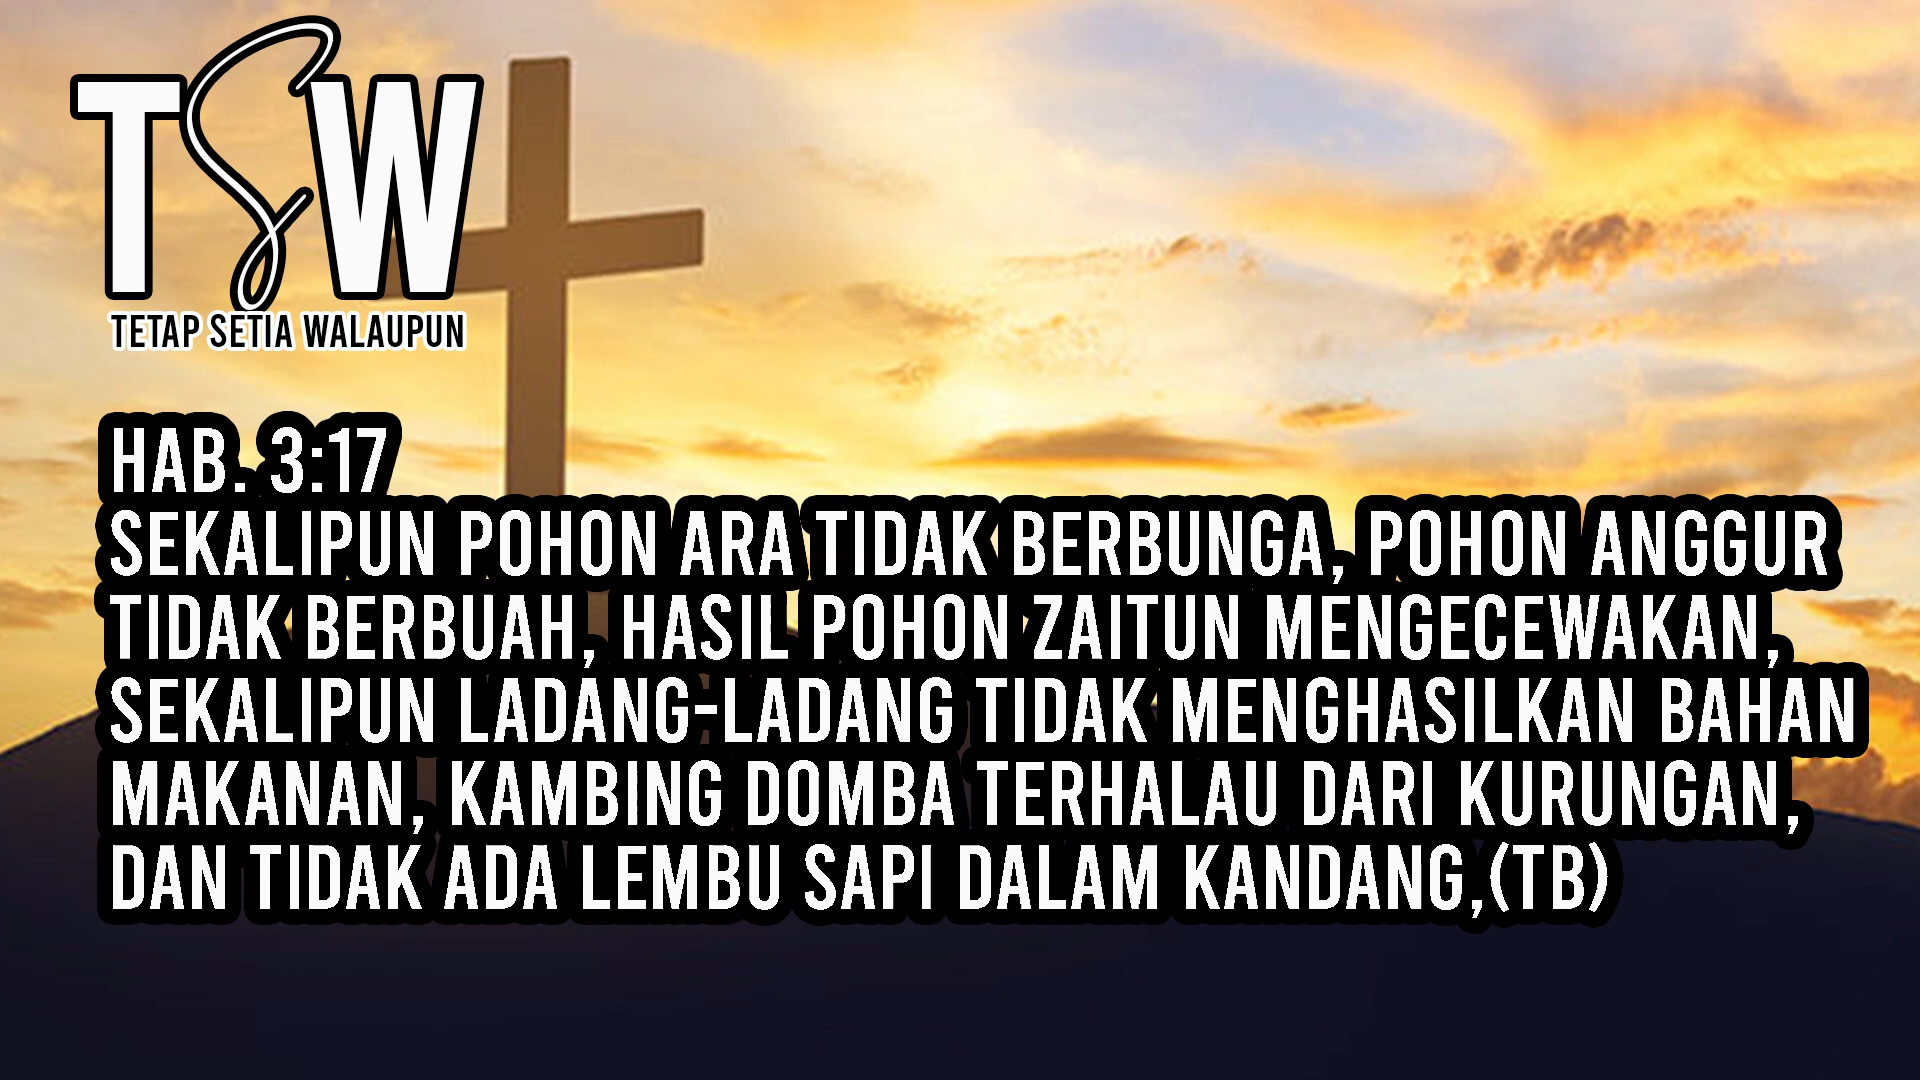 TSW
TETAP SETIA WALAUPUN
HAB. 3:17
SEKALIPUN POHON ARA TIDAK BERBUNGA, POHON ANGGUR
TIDAK BERBUAH, HASIL POHON ZAITUN MENGECEWAKAN,
SEKALIPUN LADANG-LADANG TIDAK MENGHASILKAN BAHAN
MAKANAN, KAMBING DOMBA TERHALAU DARI KURUNGAN,
DAN TIDAK ADA LEMBU SAPI DALAM KANDANG,(TB)